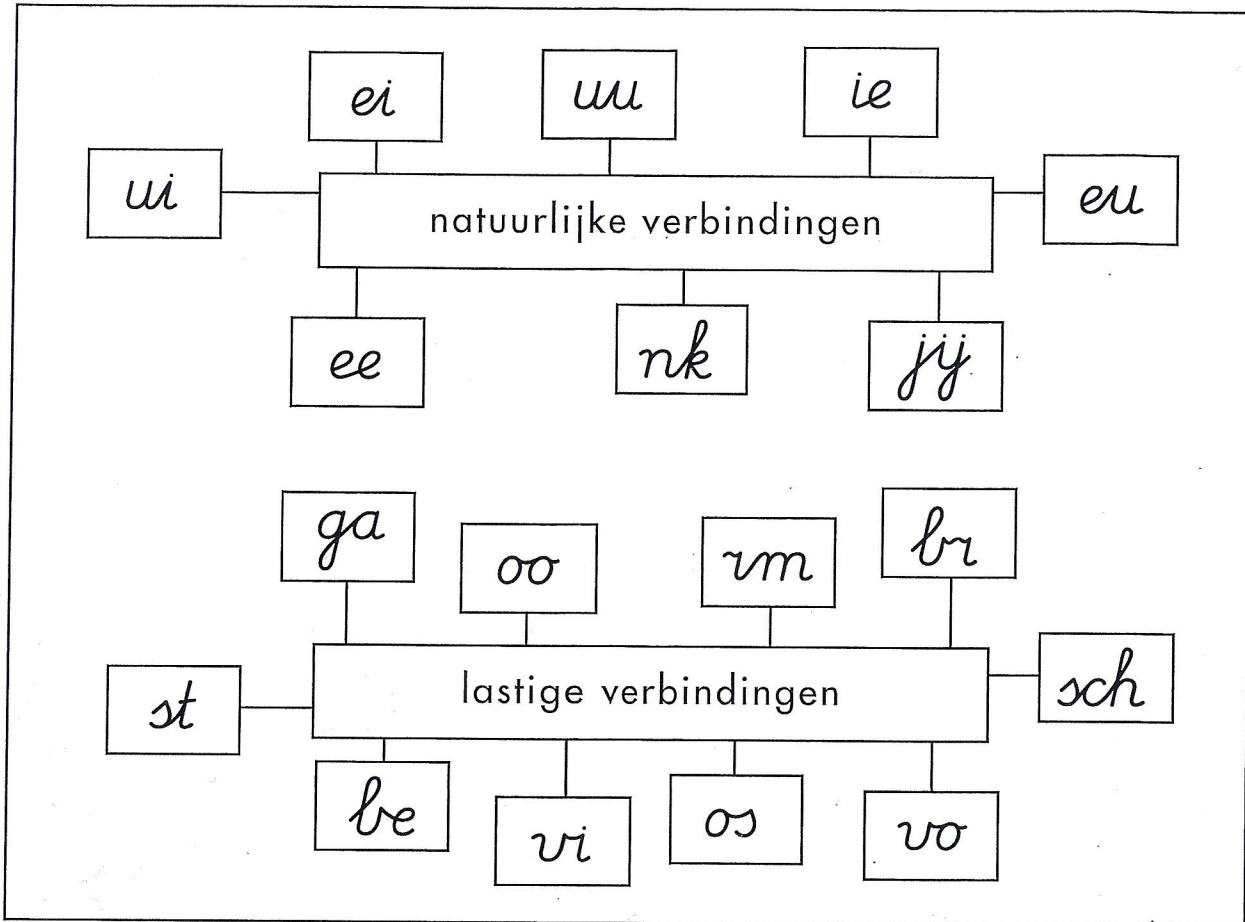 ei
uu
ie
ui
natuurlijke verbindingen
eu
ee
nk
jij
ga
oo
rm
br
st
lastige verbindingen
sch
be
vi
os
vo